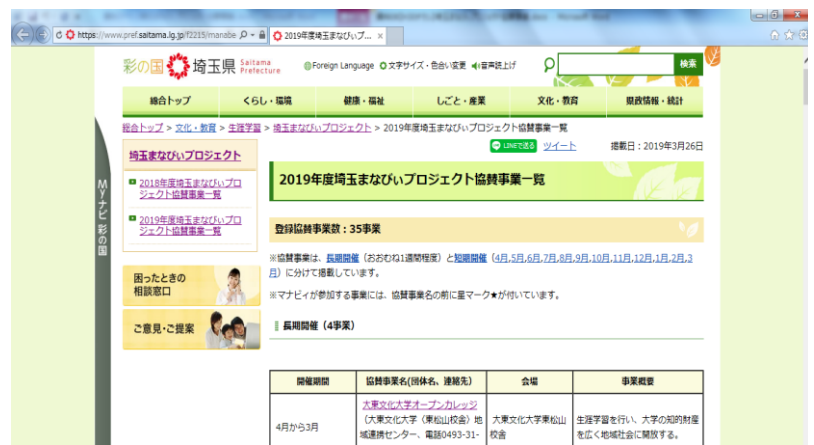 https://www.pref.saitama.lg.jp/f2215/manabe
2019年度埼玉まなびぃプ... ×
彩の国 埼玉県 Saitama Prefecture
Foreign Language 文字サイズ・色合い変更 音声読上げ
検索
総合トップ くらし・環境 健康・福祉 しごと・産業 文化・教育 県政情報・統計
総合トップ > 文化・教育 > 生涯学習 > 埼玉まなびぃプロジェクト > 2019年度埼玉まなびぃプロジェクト協賛事業一覧
LINEで送る ツイート 掲載日:2019年3月26日
Myナビ 彩の国
埼玉まなびぃプロジェクト
2018年度埼玉まなびぃプロ
ジェクト協賛事業一覧
2019年度埼玉まなびぃプロ
ジェクト協賛事業一覧
困ったときの
相談窓口
ご意見・ご提案
2019年度埼玉まなびぃプロジェクト協賛事業一覧
登録協賛事業数:35事業
※協賛事業は、長期開催(おおむね1週間程度)と短期開催(4月,5月,6月,7月,8月,9月,10月,11月,12月,1月,2月,3
月)に分けて掲載しています。
※マナビィが参加する事業には、協賛事業名の前に星マーク★が付いています。
長期開催(4事業)
開催期間 協賛事業名(団体名、連絡先) 会場 事業概要
4月から3月
大東文化大学オープンカレッジ
(大東文化大学(東松山校舎)地
域連携センター、電話0493-31-
大東文化大学東松山
校舎
生涯学習を行い、大学の知的財産
を広く地域社会に開放する。